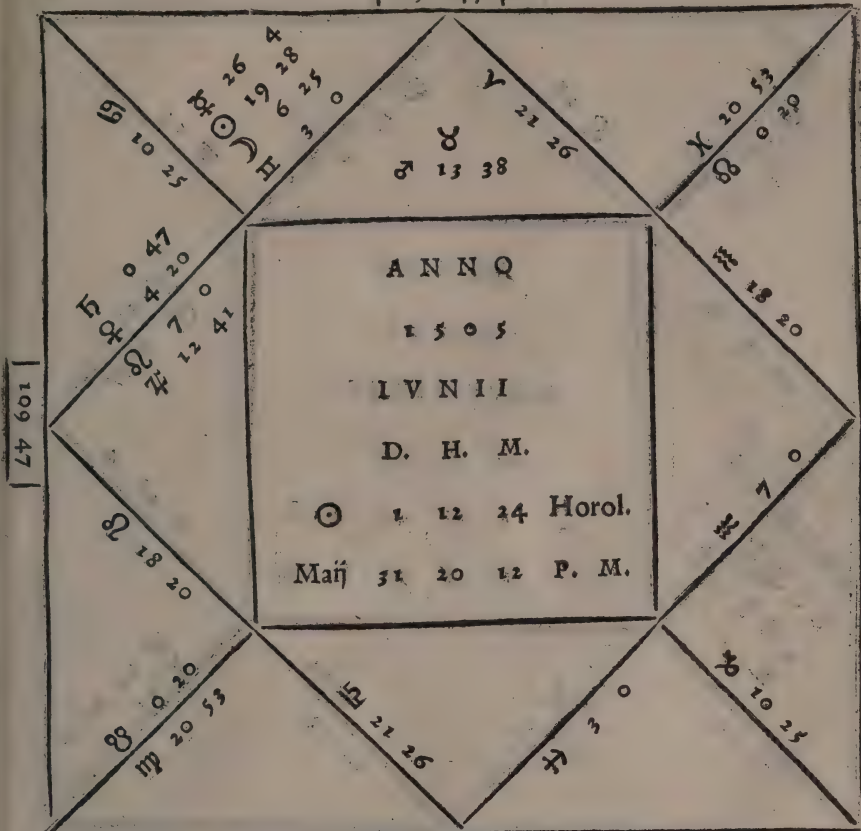 ☿ 26 4
☉ 19 28
☽ 6 25
♊ 3 0
♋ 10 25
♈ 21 26
♉
♂ 13 38
♓ 20 53
☊ 0 20
♄ 0 47
♀ 4 20
♌ 7 0
♃ 12 41
♒ 18 20
ANNO
1505
IVNII
D. H. M.
☉ 1 12 24 Horol.
Maij 31 20 12 P. M.
109 47
♒ 7 0
♌ 18 20
♑ 10 25
☋ 0 20
♍ 20 53
♎ 21 26
♐ 3 0